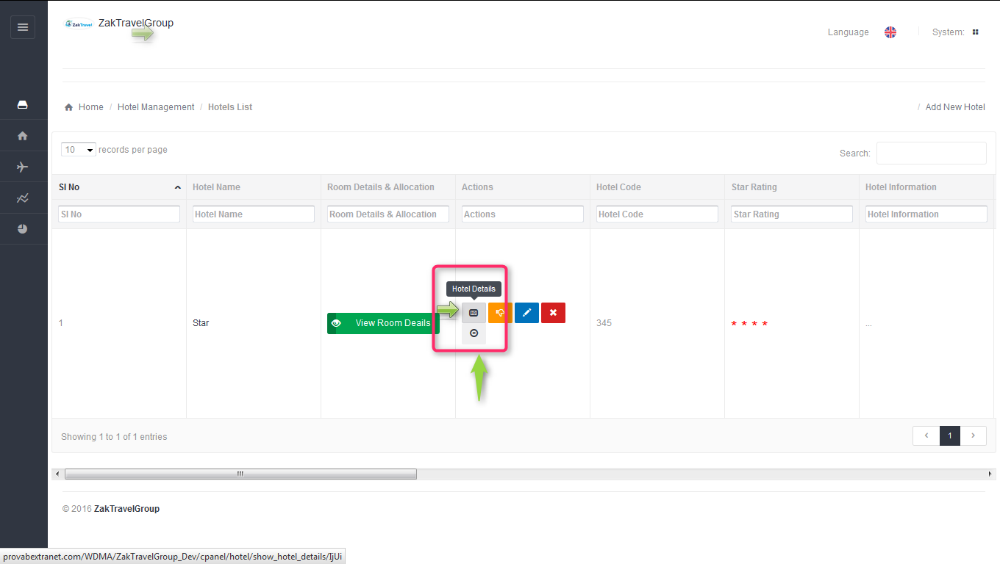 ZakTravel ZakTravelGroup
Language System:
Home / Hotel Management / Hotels List / Add New Hotel
10 records per page Search:
Sl No Hotel Name Room Details & Allocation Actions Hotel Code Star Rating Hotel Information
Sl No Hotel Name Room Details & Allocation Actions Hotel Code Star Rating Hotel Information
Hotel Details
1 Star View Room Deails 345 * * * * ...
Showing 1 to 1 of 1 entries ‹ 1 ›
© 2016 ZakTravelGroup
provabextranet.com/WDMA/ZakTravelGroup_Dev/cpanel/hotel/show_hotel_details/IjUi